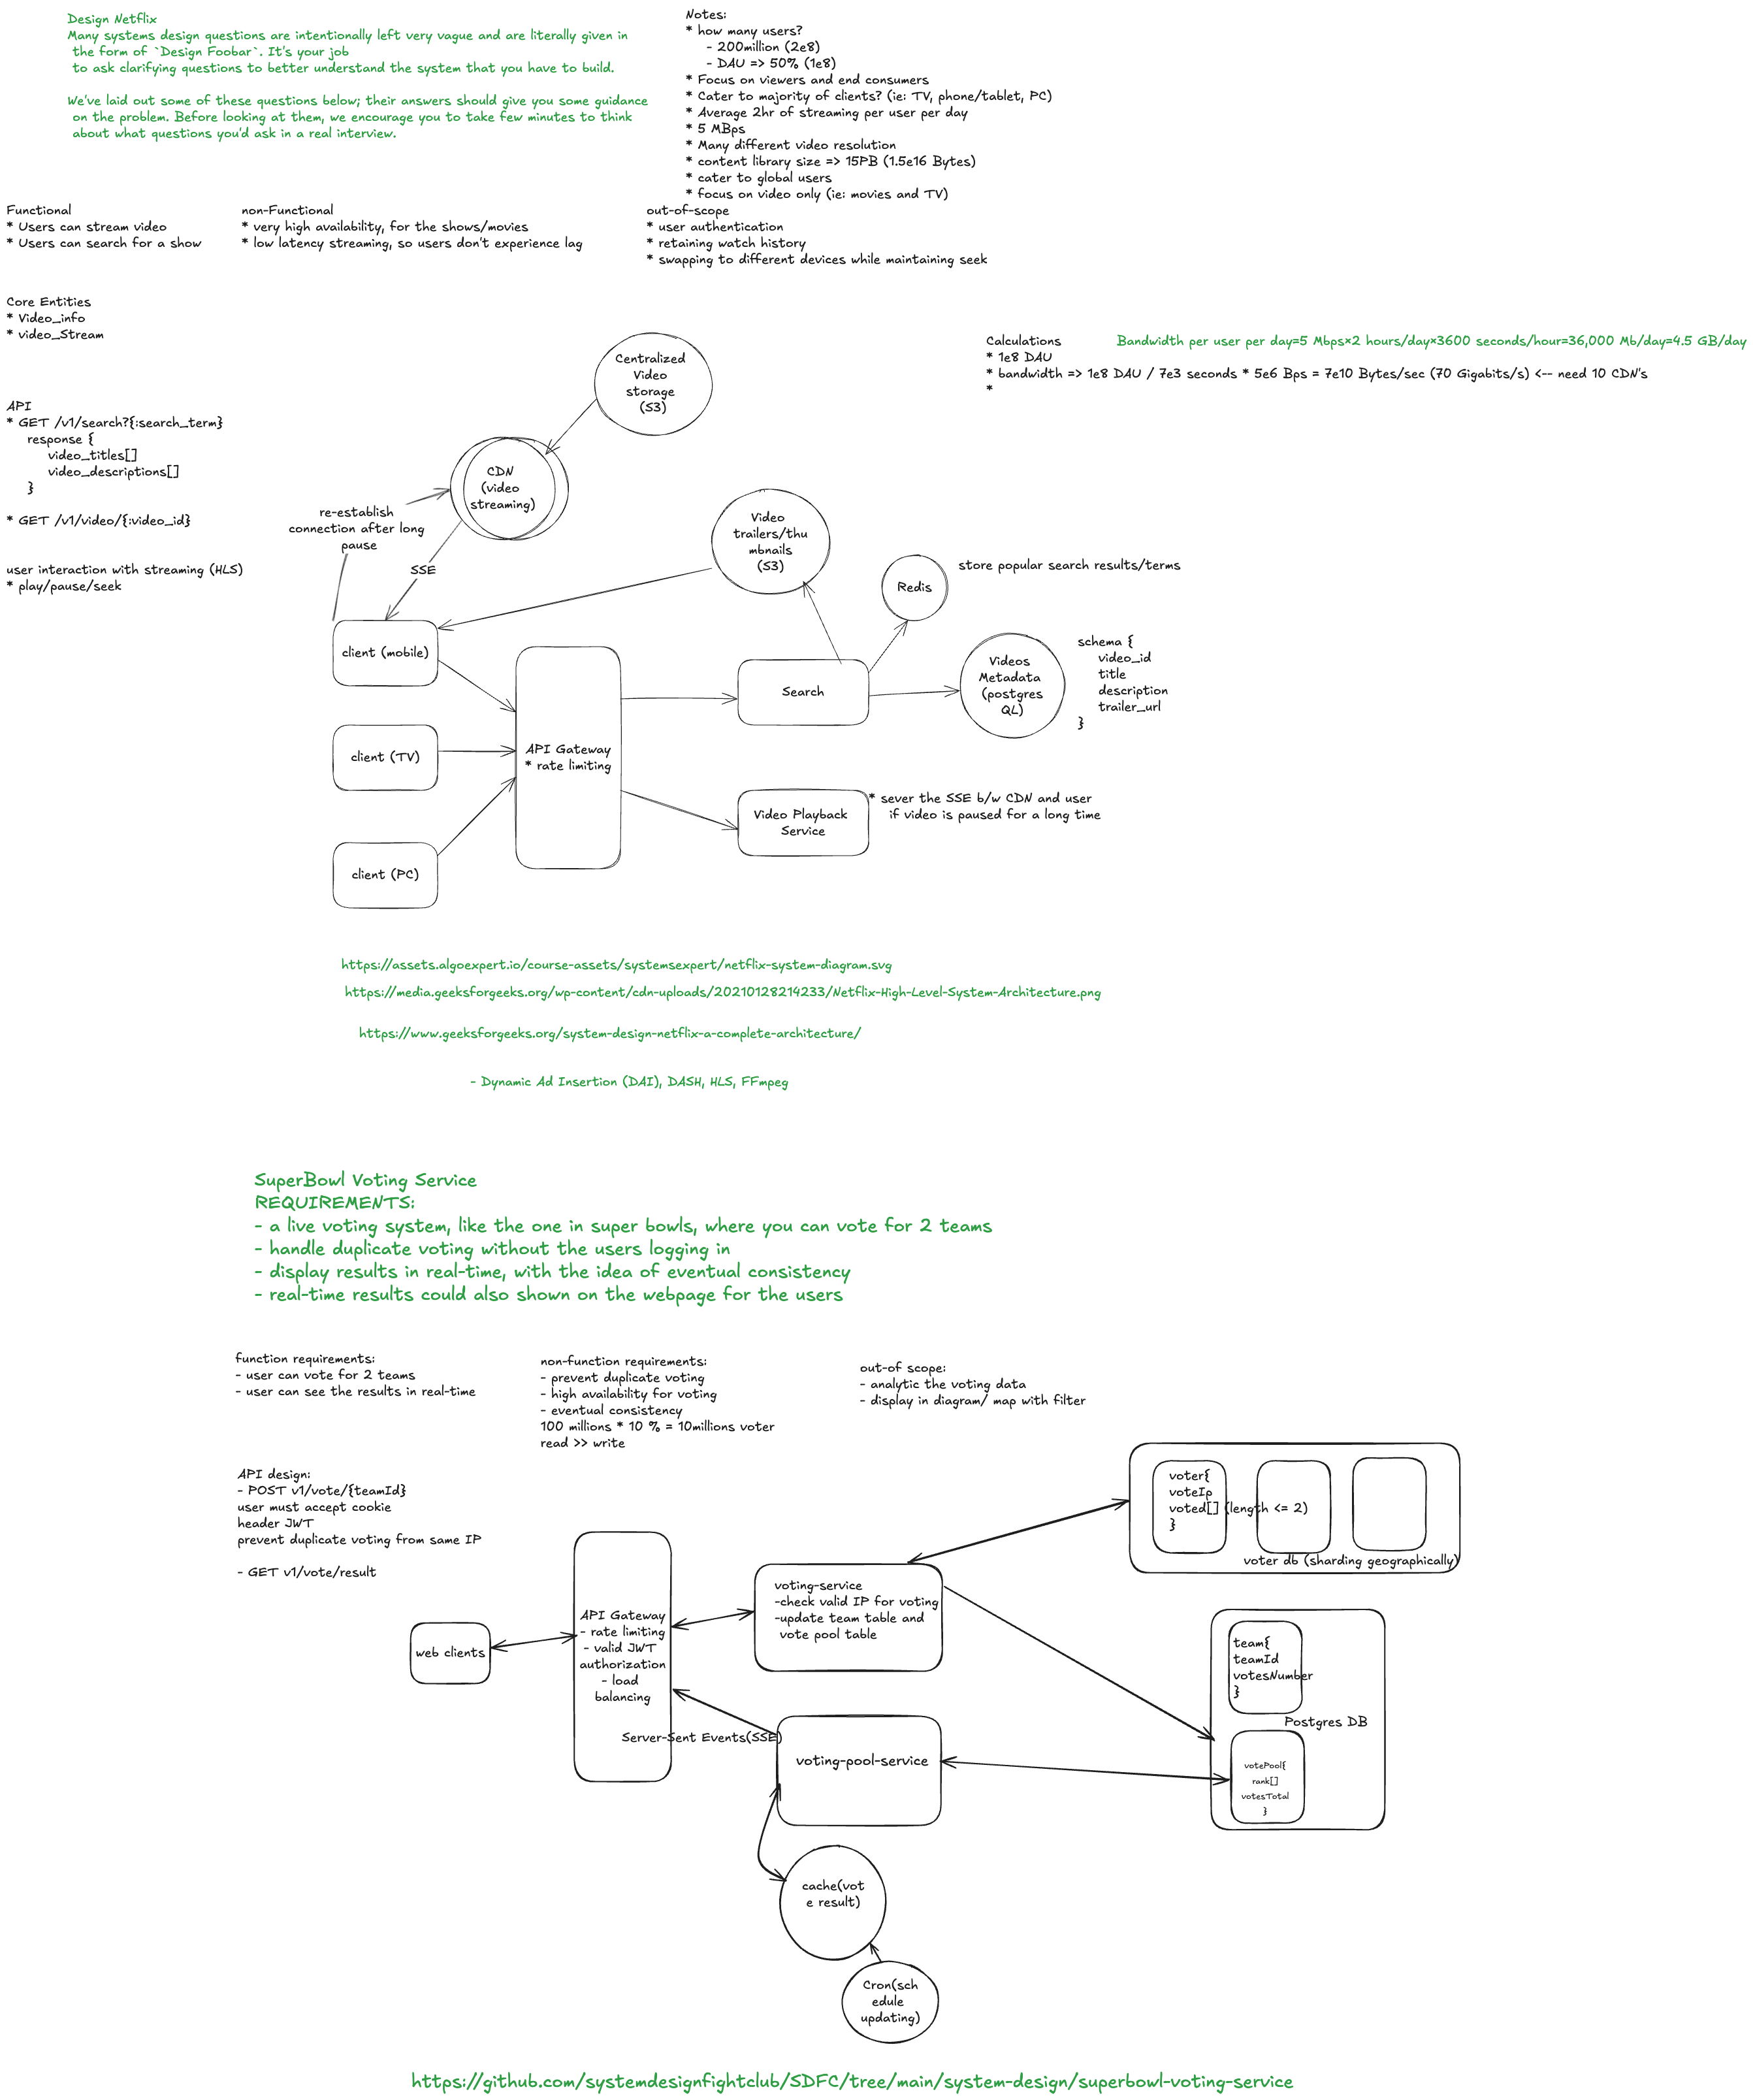 Design Netflix
Many systems design questions are intentionally left very vague and are literally given in
the form of `Design Foobar`. It's your job
to ask clarifying questions to better understand the system that you have to build.
We've laid out some of these questions below; their answers should give you some guidance
on the problem. Before looking at them, we encourage you to take few minutes to think
about what questions you'd ask in a real interview.
Notes:
* how many users?
- 200million (2e8)
- DAU => 50% (1e8)
* Focus on viewers and end consumers
* Cater to majority of clients? (ie: TV, phone/tablet, PC)
* Average 2hr of streaming per user per day
* 5 MBps
* Many different video resolution
* content library size => 15PB (1.5e16 Bytes)
* cater to global users
* focus on video only (ie: movies and TV)
Functional
* Users can stream video
* Users can search for a show
non-Functional
* very high availability, for the shows/movies
* low latency streaming, so users don't experience lag
out-of-scope
* user authentication
* retaining watch history
* swapping to different devices while maintaining seek
Core Entities
* Video_info
* video_Stream
Calculations
Bandwidth per user per day=5 Mbps×2 hours/day×3600 seconds/hour=36,000 Mb/day=4.5 GB/day
* 1e8 DAU
* bandwidth => 1e8 DAU / 7e3 seconds * 5e6 Bps = 7e10 Bytes/sec (70 Gigabits/s) <-- need 10 CDN's
*
API
* GET /v1/search?{:search_term}
response {
video_titles[]
video_descriptions[]
}
* GET /v1/video/{:video_id}
user interaction with streaming (HLS)
* play/pause/seek
Centralized
Video
storage
(S3)
CDN
(video
streaming)
re-establish
connection after long
pause
SSE
Video
trailers/thu
mbnails
(S3)
Redis
store popular search results/terms
client (mobile)
client (TV)
client (PC)
API Gateway
* rate limiting
Search
Videos
Metadata
(postgres
QL)
schema {
video_id
title
description
trailer_url
}
Video Playback
Service
* sever the SSE b/w CDN and user
if video is paused for a long time
https://assets.algoexpert.io/course-assets/systemsexpert/netflix-system-diagram.svg
https://media.geeksforgeeks.org/wp-content/cdn-uploads/20210128214233/Netflix-High-Level-System-Architecture.png
https://www.geeksforgeeks.org/system-design-netflix-a-complete-architecture/
- Dynamic Ad Insertion (DAI), DASH, HLS, FFmpeg
SuperBowl Voting Service
REQUIREMENTS:
- a live voting system, like the one in super bowls, where you can vote for 2 teams
- handle duplicate voting without the users logging in
- display results in real-time, with the idea of eventual consistency
- real-time results could also shown on the webpage for the users
function requirements:
- user can vote for 2 teams
- user can see the results in real-time
non-function requirements:
- prevent duplicate voting
- high availability for voting
- eventual consistency
100 millions * 10 % = 10millions voter
read >> write
out-of scope:
- analytic the voting data
- display in diagram/ map with filter
API design:
- POST v1/vote/{teamId}
user must accept cookie
header JWT
prevent duplicate voting from same IP
- GET v1/vote/result
voter{
voteIp
voted[] (length <= 2)
}
voter db (sharding geographically)
web clients
API Gateway
- rate limiting
- valid JWT
authorization
- load
balancing
voting-service
-check valid IP for voting
-update team table and
vote pool table
Server-Sent Events(SSE)
voting-pool-service
team{
teamId
votesNumber
}
Postgres DB
votePool{
rank[]
votesTotal
}
cache(vot
e result)
Cron(sch
edule
updating)
https://github.com/systemdesignfightclub/SDFC/tree/main/system-design/superbowl-voting-service